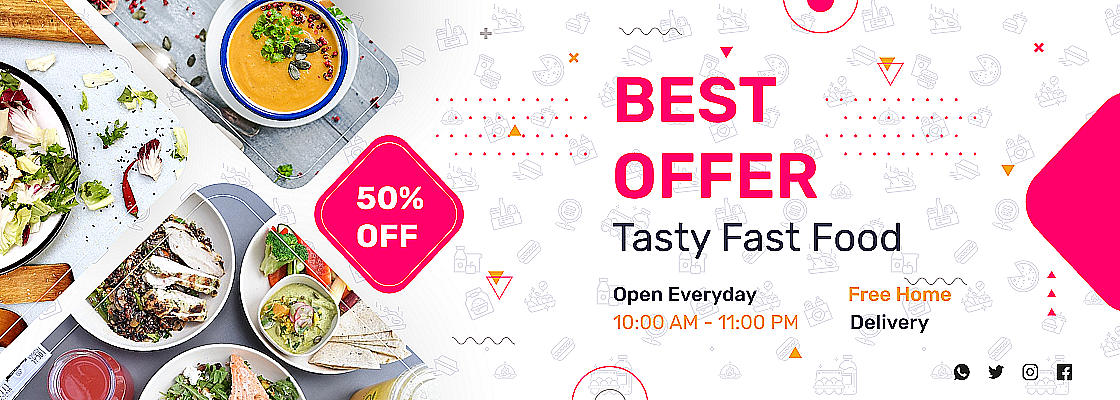 50%
OFF
BEST
OFFER
Tasty Fast Food
Open Everyday
10:00 AM - 11:00 PM
Free Home
Delivery